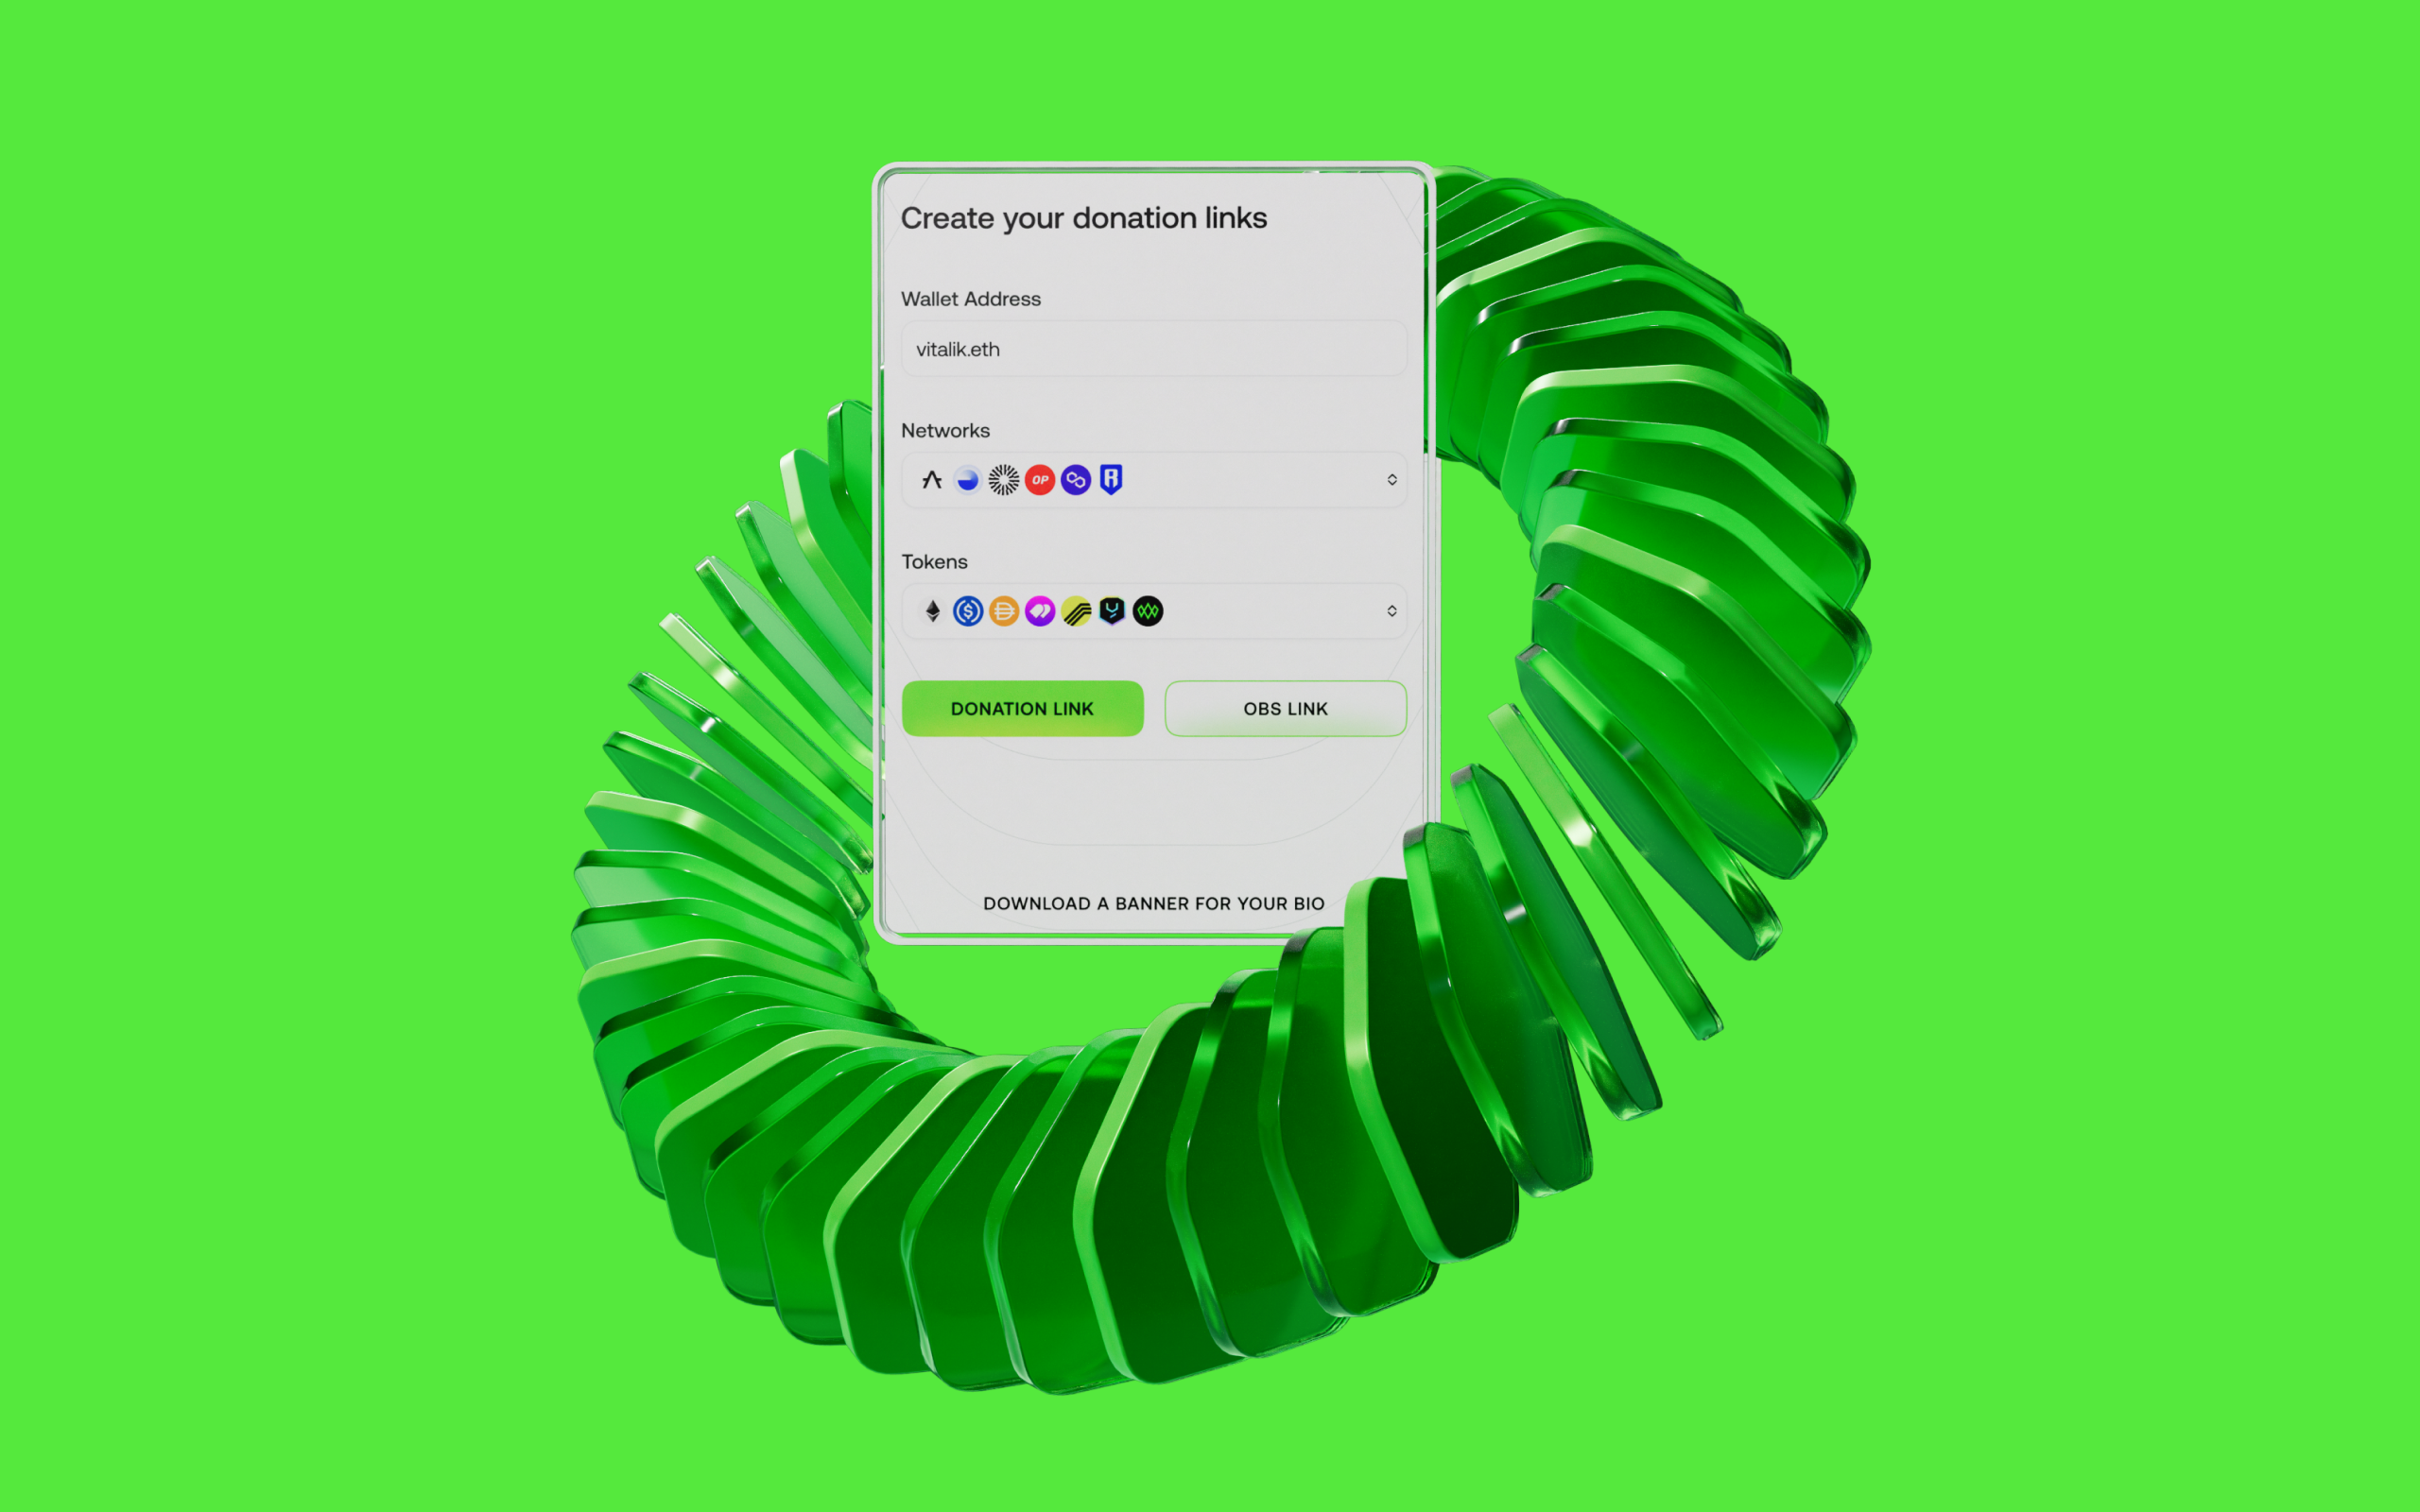 Create your donation links
Wallet Address
vitalik.eth
Networks
OP
Tokens
DONATION LINK
OBS LINK
DOWNLOAD A BANNER FOR YOUR BIO